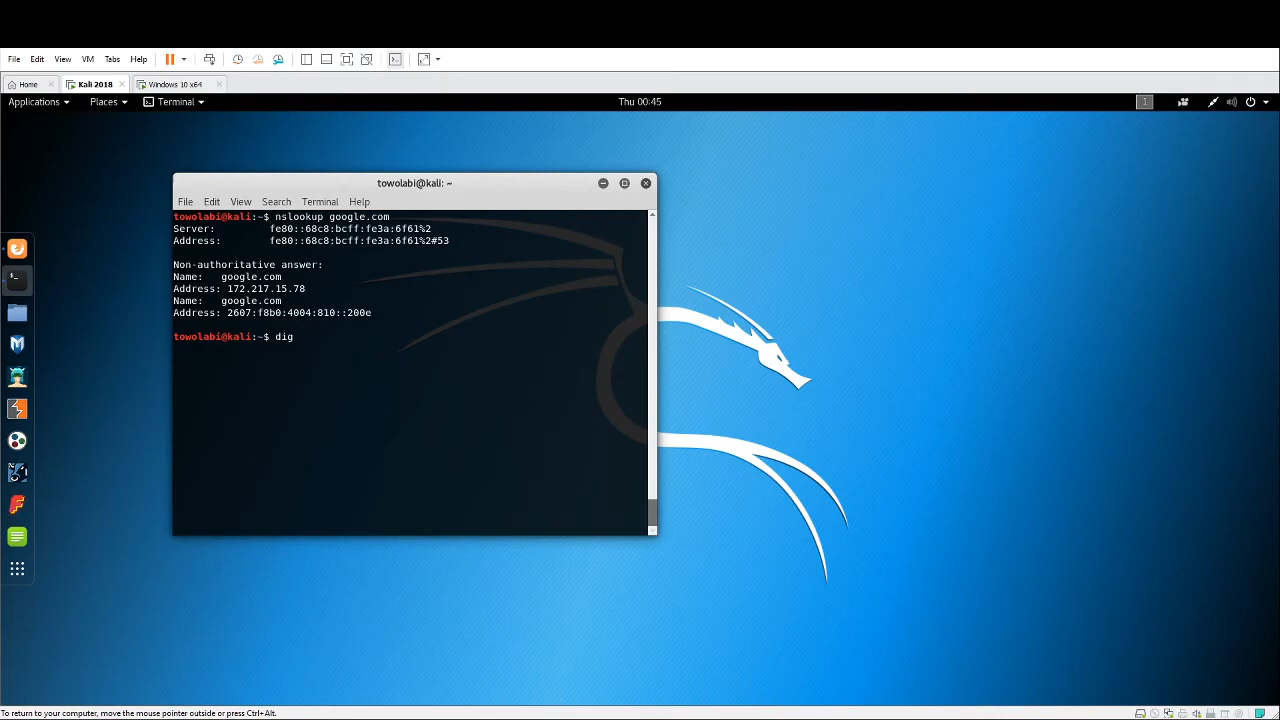 File Edit View VM Tabs Help
Home Kali 2018 Windows 10 x64
Applications Places Terminal Thu 00:45 1
towolabi@kali: ~
File Edit View Search Terminal Help
towolabi@kali:~$ nslookup google.com
Server: fe80::68c8:bcff:fe3a:6f61%2
Address: fe80::68c8:bcff:fe3a:6f61%2#53
Non-authoritative answer:
Name: google.com
Address: 172.217.15.78
Name: google.com
Address: 2607:f8b0:4004:810::200e
towolabi@kali:~$ dig
To return to your computer, move the mouse pointer outside or press Ctrl+Alt.